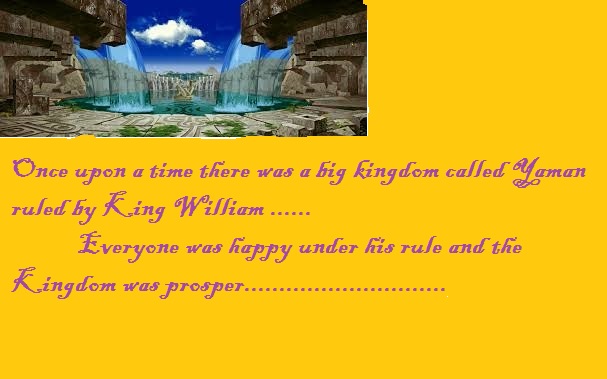 Once upon a time there was a big kingdom called Yaman
ruled by King William ......
Everyone was happy under his rule and the
Kingdom was prosper.............................